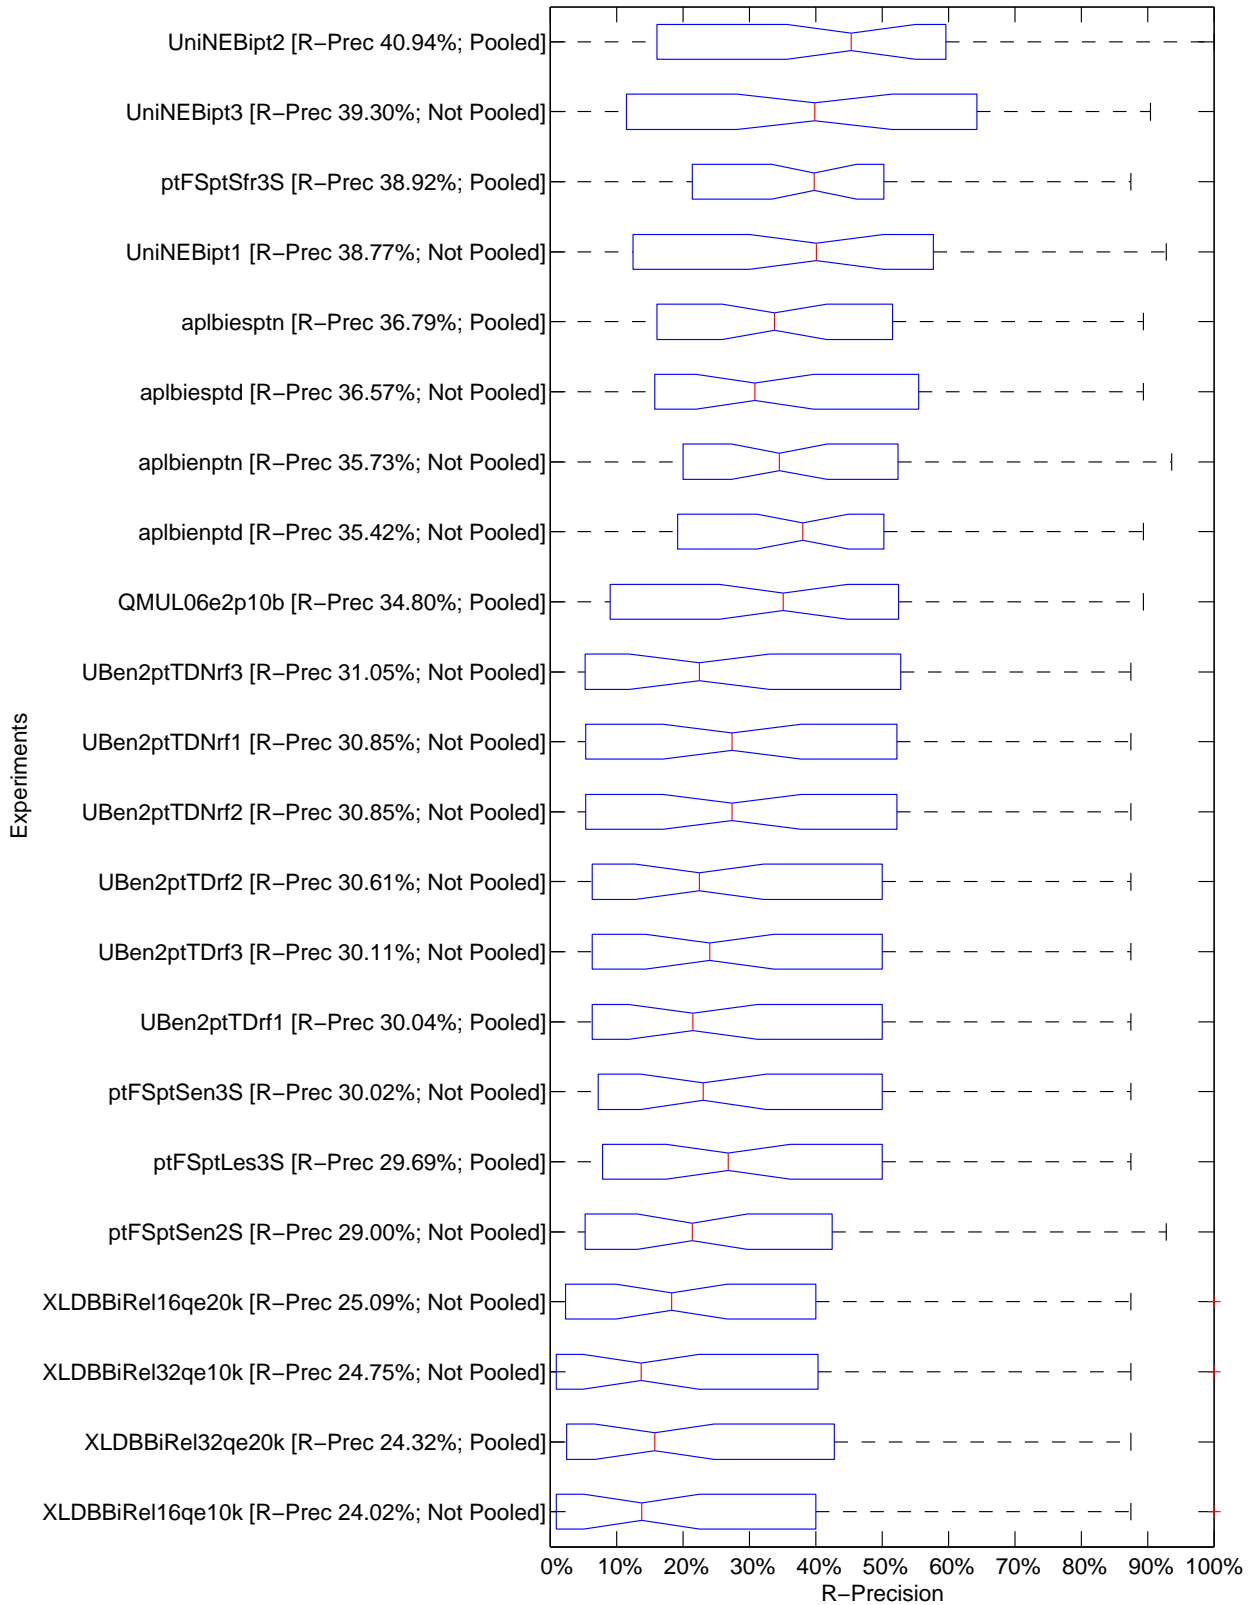 UniNEBipt2 [R−Prec 40.94%; Pooled]
UniNEBipt3 [R−Prec 39.30%; Not Pooled]
ptFSptSfr3S [R−Prec 38.92%; Pooled]
UniNEBipt1 [R−Prec 38.77%; Not Pooled]
aplbiesptn [R−Prec 36.79%; Pooled]
aplbiesptd [R−Prec 36.57%; Not Pooled]
aplbienptn [R−Prec 35.73%; Not Pooled]
aplbienptd [R−Prec 35.42%; Not Pooled]
QMUL06e2p10b [R−Prec 34.80%; Pooled]
UBen2ptTDNrf3 [R−Prec 31.05%; Not Pooled]
UBen2ptTDNrf1 [R−Prec 30.85%; Not Pooled]
UBen2ptTDNrf2 [R−Prec 30.85%; Not Pooled]
UBen2ptTDrf2 [R−Prec 30.61%; Not Pooled]
UBen2ptTDrf3 [R−Prec 30.11%; Not Pooled]
UBen2ptTDrf1 [R−Prec 30.04%; Pooled]
ptFSptSen3S [R−Prec 30.02%; Not Pooled]
ptFSptLes3S [R−Prec 29.69%; Pooled]
ptFSptSen2S [R−Prec 29.00%; Not Pooled]
XLDBBiRel16qe20k [R−Prec 25.09%; Not Pooled]
XLDBBiRel32qe10k [R−Prec 24.75%; Not Pooled]
XLDBBiRel32qe20k [R−Prec 24.32%; Pooled]
XLDBBiRel16qe10k [R−Prec 24.02%; Not Pooled]
Experiments
0% 10% 20% 30% 40% 50% 60% 70% 80% 90% 100%
R−Precision